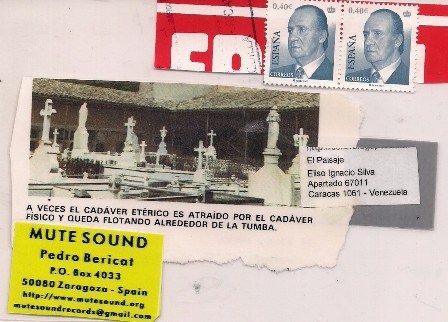 0,40€
0,40€
ESPAÑA
ESPAÑA
CORREOS
CORREOS
El Paisaje
Eliso Ignacio Silva
Apartado 67011
Caracas 1061 - Venezuela
A VECES EL CADÁVER ETÉRICO ES ATRAÍDO POR EL CADÁVER
FÍSICO Y QUEDA FLOTANDO ALREDEDOR DE LA TUMBA.
MUTE SOUND
Pedro Bericat
P.O. Box 4033
50080 Zaragoza - Spain
http://www.mutesound.org
mutesoundrecords@gmail.com